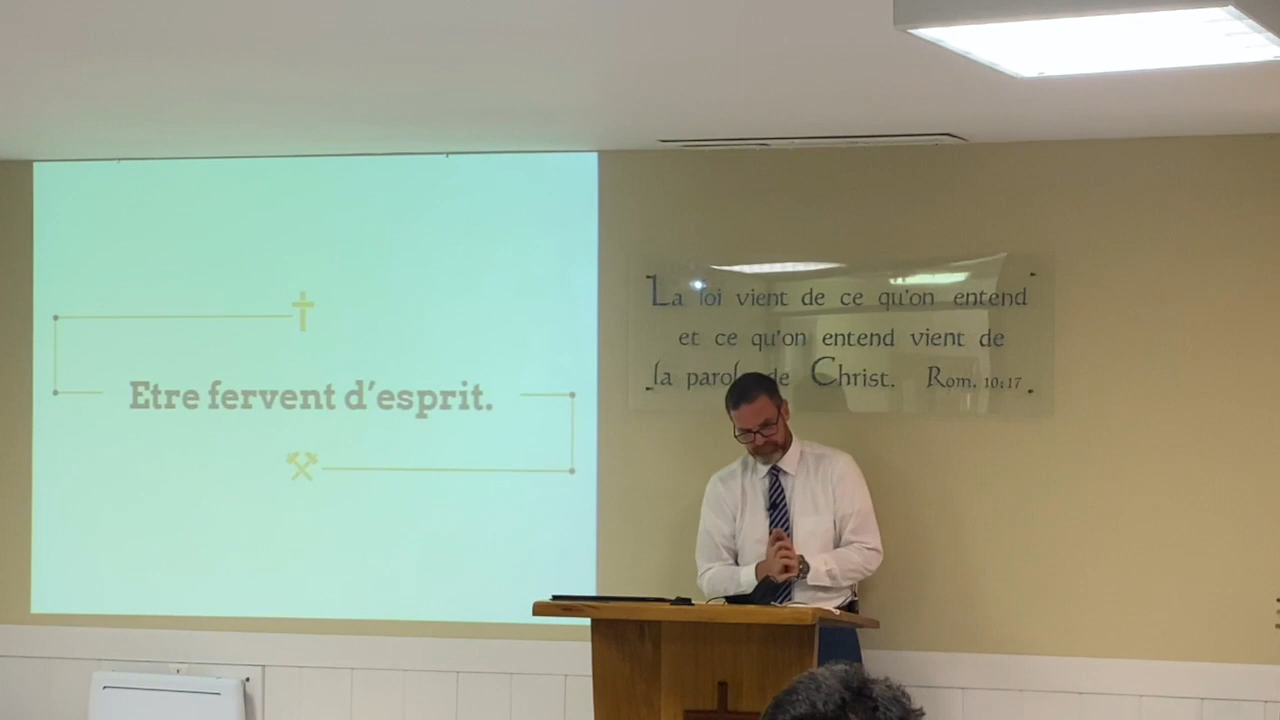 Etre fervent d'esprit.
La foi vient de ce qu'on entend
et ce qu'on entend vient de
la parole de Christ. Rom. 10:17